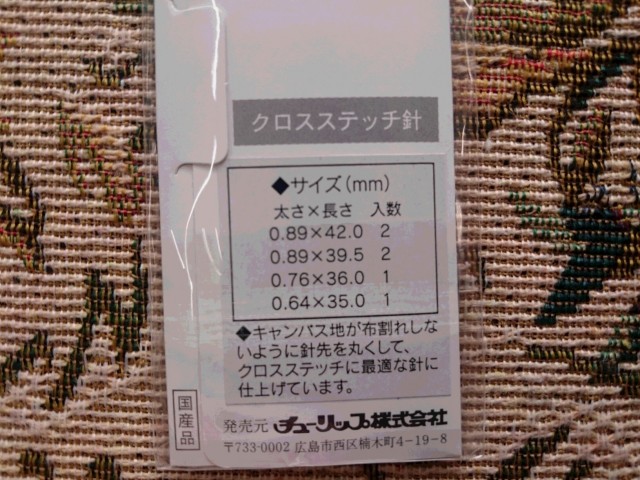 クロスステッチ針
◆サイズ(mm)
太さ×長さ 入数
0.89×42.0 2
0.89×39.5 2
0.76×36.0 1
0.64×35.0 1
◆キャンバス地が布割れしな
いように針先を丸くして、
クロスステッチに最適な針に
仕上げています。
国産品
発売元 チューリップ株式会社
〒733-0002 広島市西区楠木町4-19-8